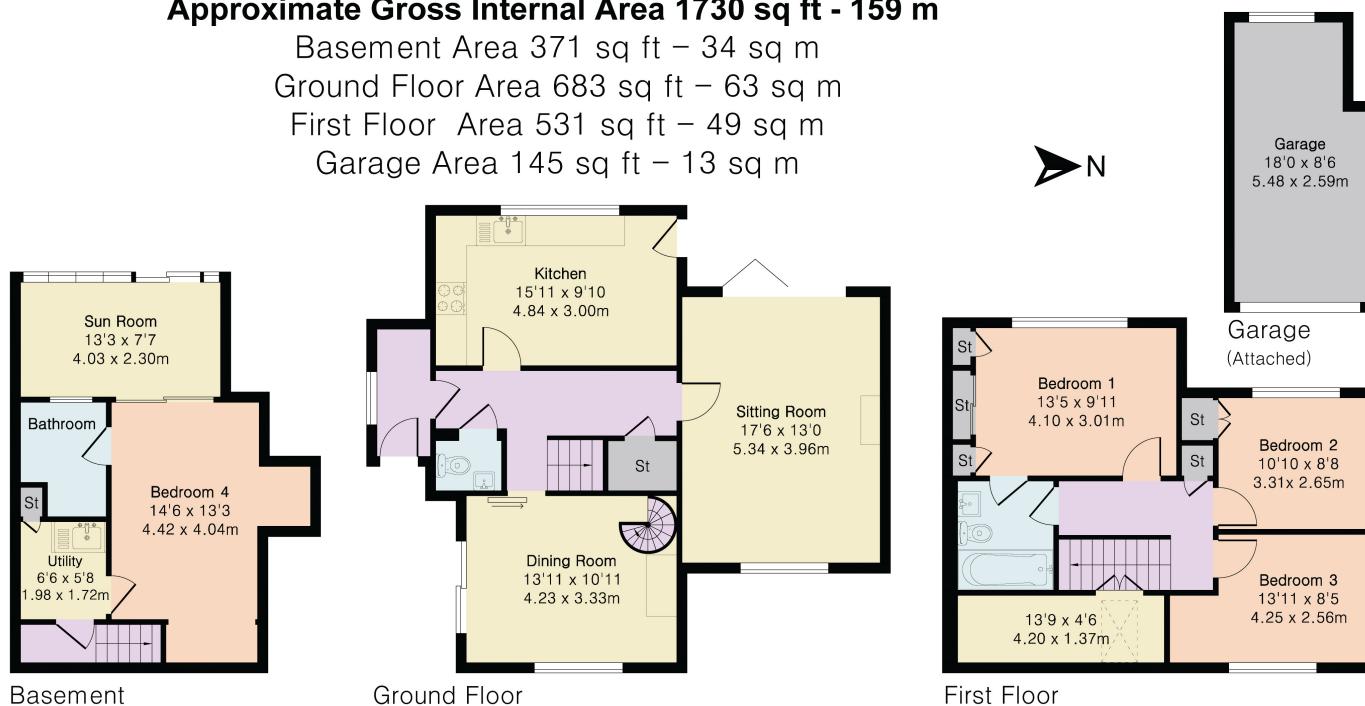 Approximate Gross Internal Area 1730 sq ft - 159 m
Basement Area 371 sq ft – 34 sq m
Ground Floor Area 683 sq ft – 63 sq m
First Floor Area 531 sq ft – 49 sq m
Garage Area 145 sq ft – 13 sq m
N
Garage
18'0 x 8'6
5.48 x 2.59m
Garage
(Attached)
Sun Room
13'3 x 7'7
4.03 x 2.30m
Bathroom
Bedroom 4
14'6 x 13'3
4.42 x 4.04m
St
Utility
6'6 x 5'8
1.98 x 1.72m
Basement
Kitchen
15'11 x 9'10
4.84 x 3.00m
Sitting Room
17'6 x 13'0
5.34 x 3.96m
St
Dining Room
13'11 x 10'11
4.23 x 3.33m
Ground Floor
St
St
St
Bedroom 1
13'5 x 9'11
4.10 x 3.01m
St
St
Bedroom 2
10'10 x 8'8
3.31x 2.65m
Bedroom 3
13'11 x 8'5
4.25 x 2.56m
13'9 x 4'6
4.20 x 1.37m
First Floor